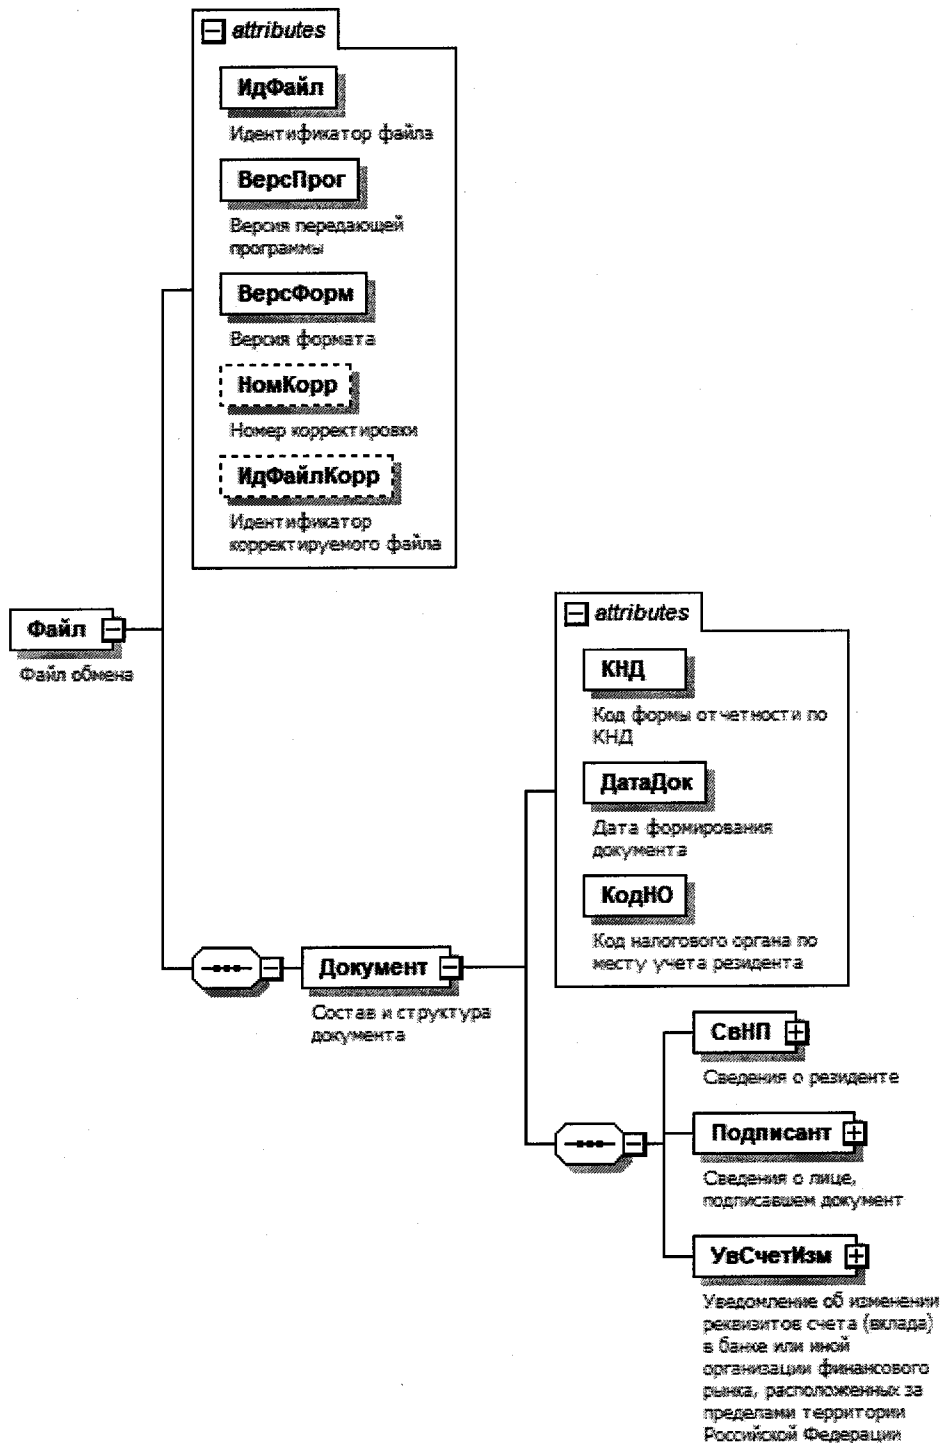 attributes
ИдФайл
Идентификатор файла
ВерсПрог
Версия передающей
программы
ВерсФорм
Версия формата
НомКорр
Номер корректировки
ИдФайлКорр
Идентификатор
корректируемого файла
Файл
Файл обмена
attributes
КНД
Код формы отчетности по
КНД
ДатаДок
Дата формирования
документа
КодНО
Код налогового органа по
месту учета резидента
Документ
Состав и структура
документа
СвНП
Сведения о резиденте
Подписант
Сведения о лице,
подписавшем документ
УвСчетИзм
Уведомление об изменении
реквизитов счета (вклада)
в банке или иной
организации финансового
рынка, расположенных за
пределами территории
Российской Федерации